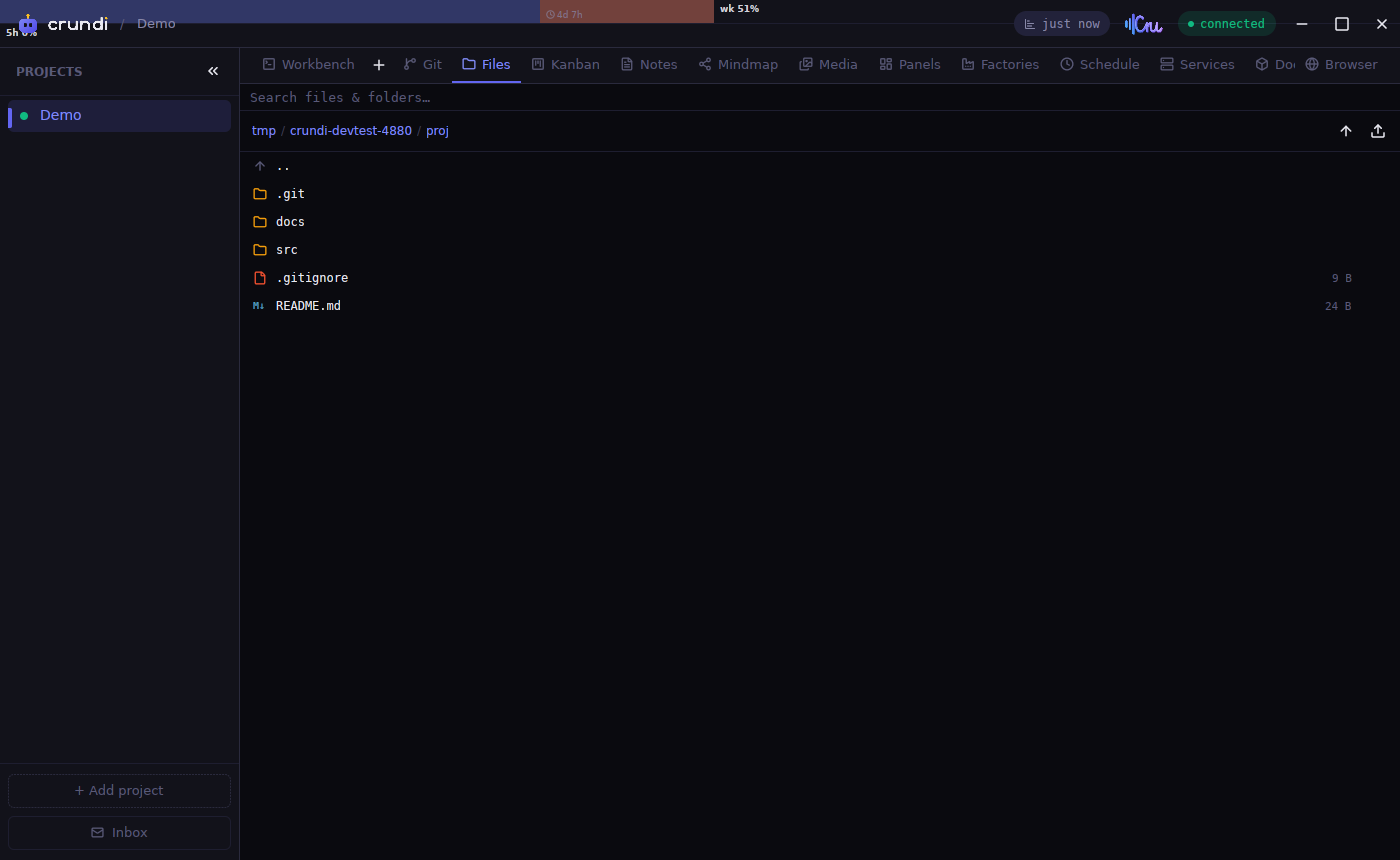 4d 7h
wk 51%
5h 0%
crundi / Demo
just now
Cru
connected
PROJECTS
Demo
Workbench
Git
Files
Kanban
Notes
Mindmap
Media
Panels
Factories
Schedule
Services
Doc
Browser
Search files & folders…
tmp / crundi-devtest-4880 / proj
..
.git
docs
src
.gitignore 9 B
M↓ README.md 24 B
+ Add project
Inbox